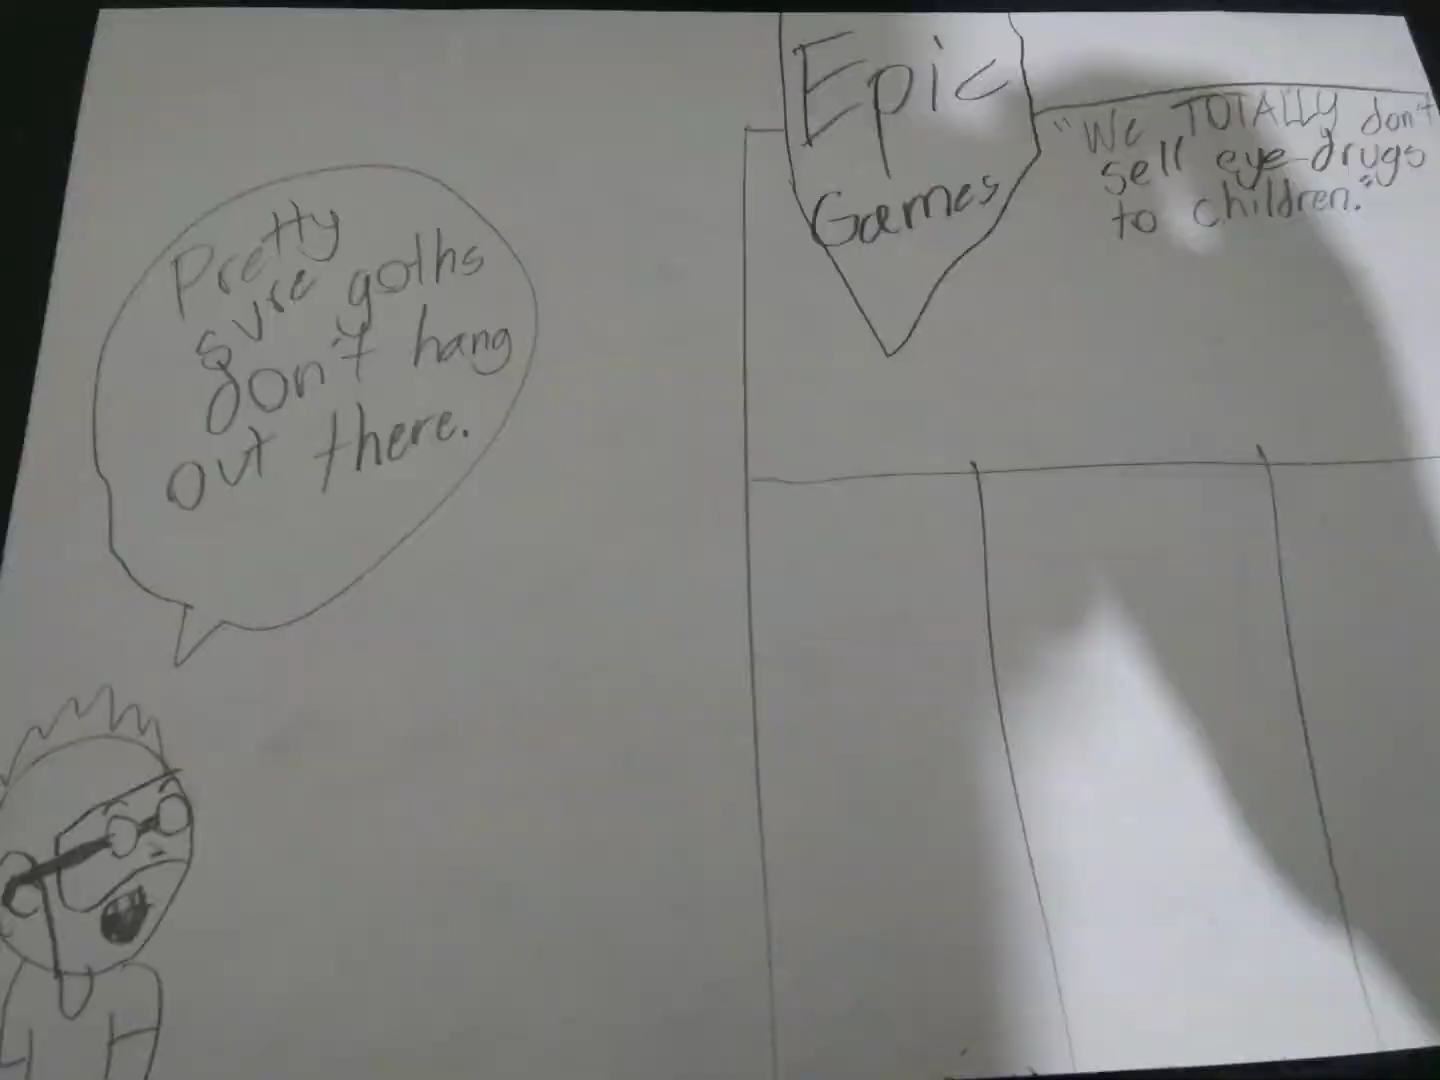 Pretty
sure goths
don't hang
out there.
Epic
Games
"We TOTALLY don't
sell eye-drugs
to children."